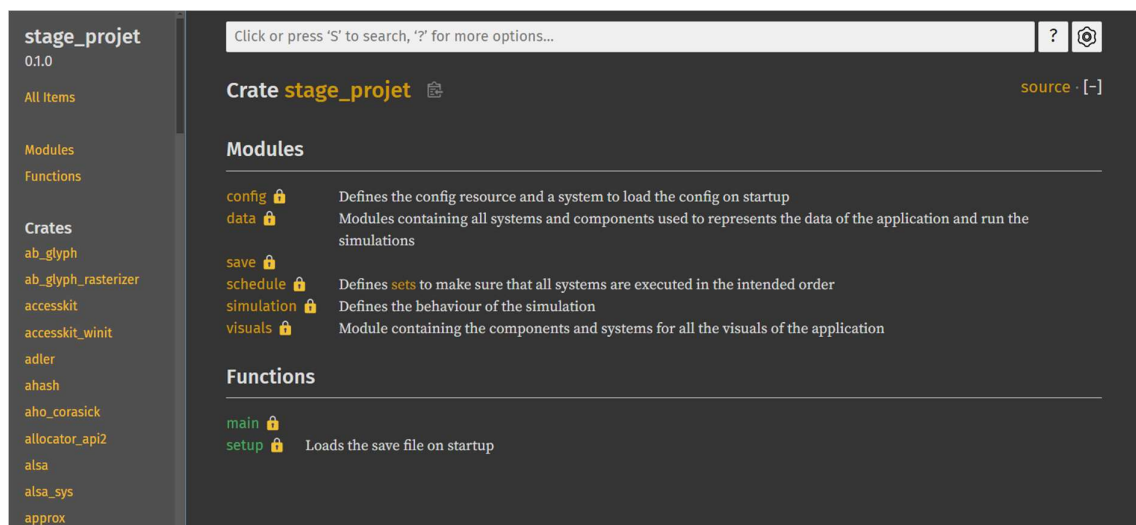 stage_projet
0.1.0
All Items
Modules
Functions
Crates
ab_glyph
ab_glyph_rasterizer
accesskit
accesskit_winit
adler
ahash
aho_corasick
allocator_api2
alsa
alsa_sys
approx
Click or press ‘S’ to search, ‘?’ for more options…
?
Crate stage_projet
source · [−]
Modules
config Defines the config resource and a system to load the config on startup
data Modules containing all systems and components used to represents the data of the application and run the
simulations
save
schedule Defines sets to make sure that all systems are executed in the intended order
simulation Defines the behaviour of the simulation
visuals Module containing the components and systems for all the visuals of the application
Functions
main
setup Loads the save file on startup